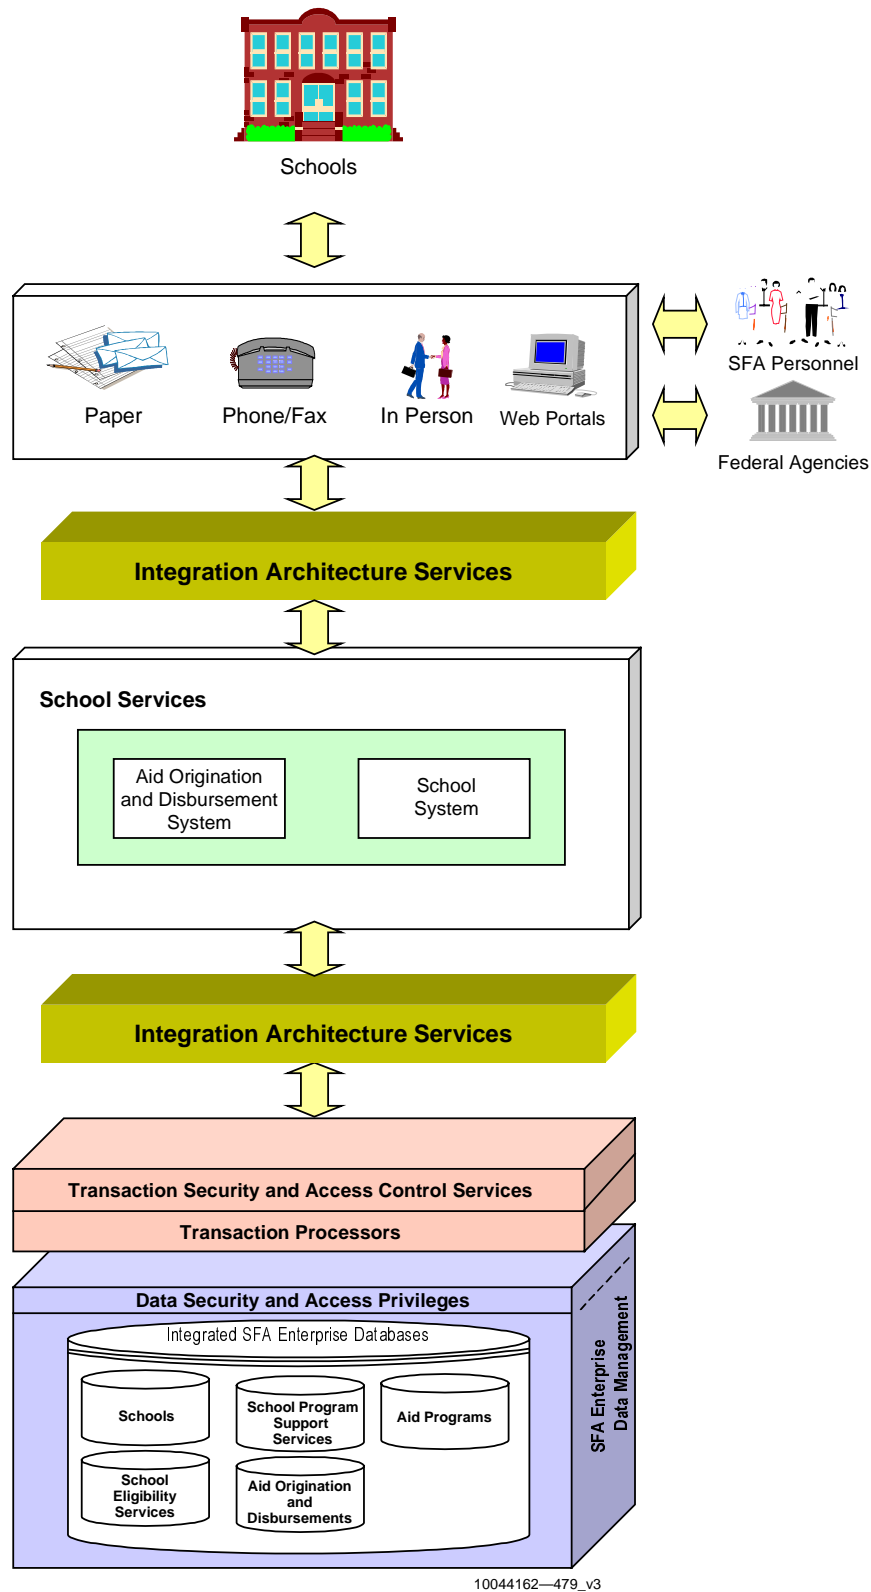 Schools
Paper
Phone/Fax
In Person
Web Portals
SFA Personnel
Federal Agencies
Integration Architecture Services
School Services
Aid Origination
and Disbursement
System
School
System
Integration Architecture Services
Transaction Security and Access Control Services
Transaction Processors
Data Security and Access Privileges
SFA Enterprise
Data Management
Integrated SFA Enterprise Databases
Schools
School Program
Support
Services
Aid Programs
School
Eligibility
Services
Aid Origination
and
Disbursements
10044162—479_v3